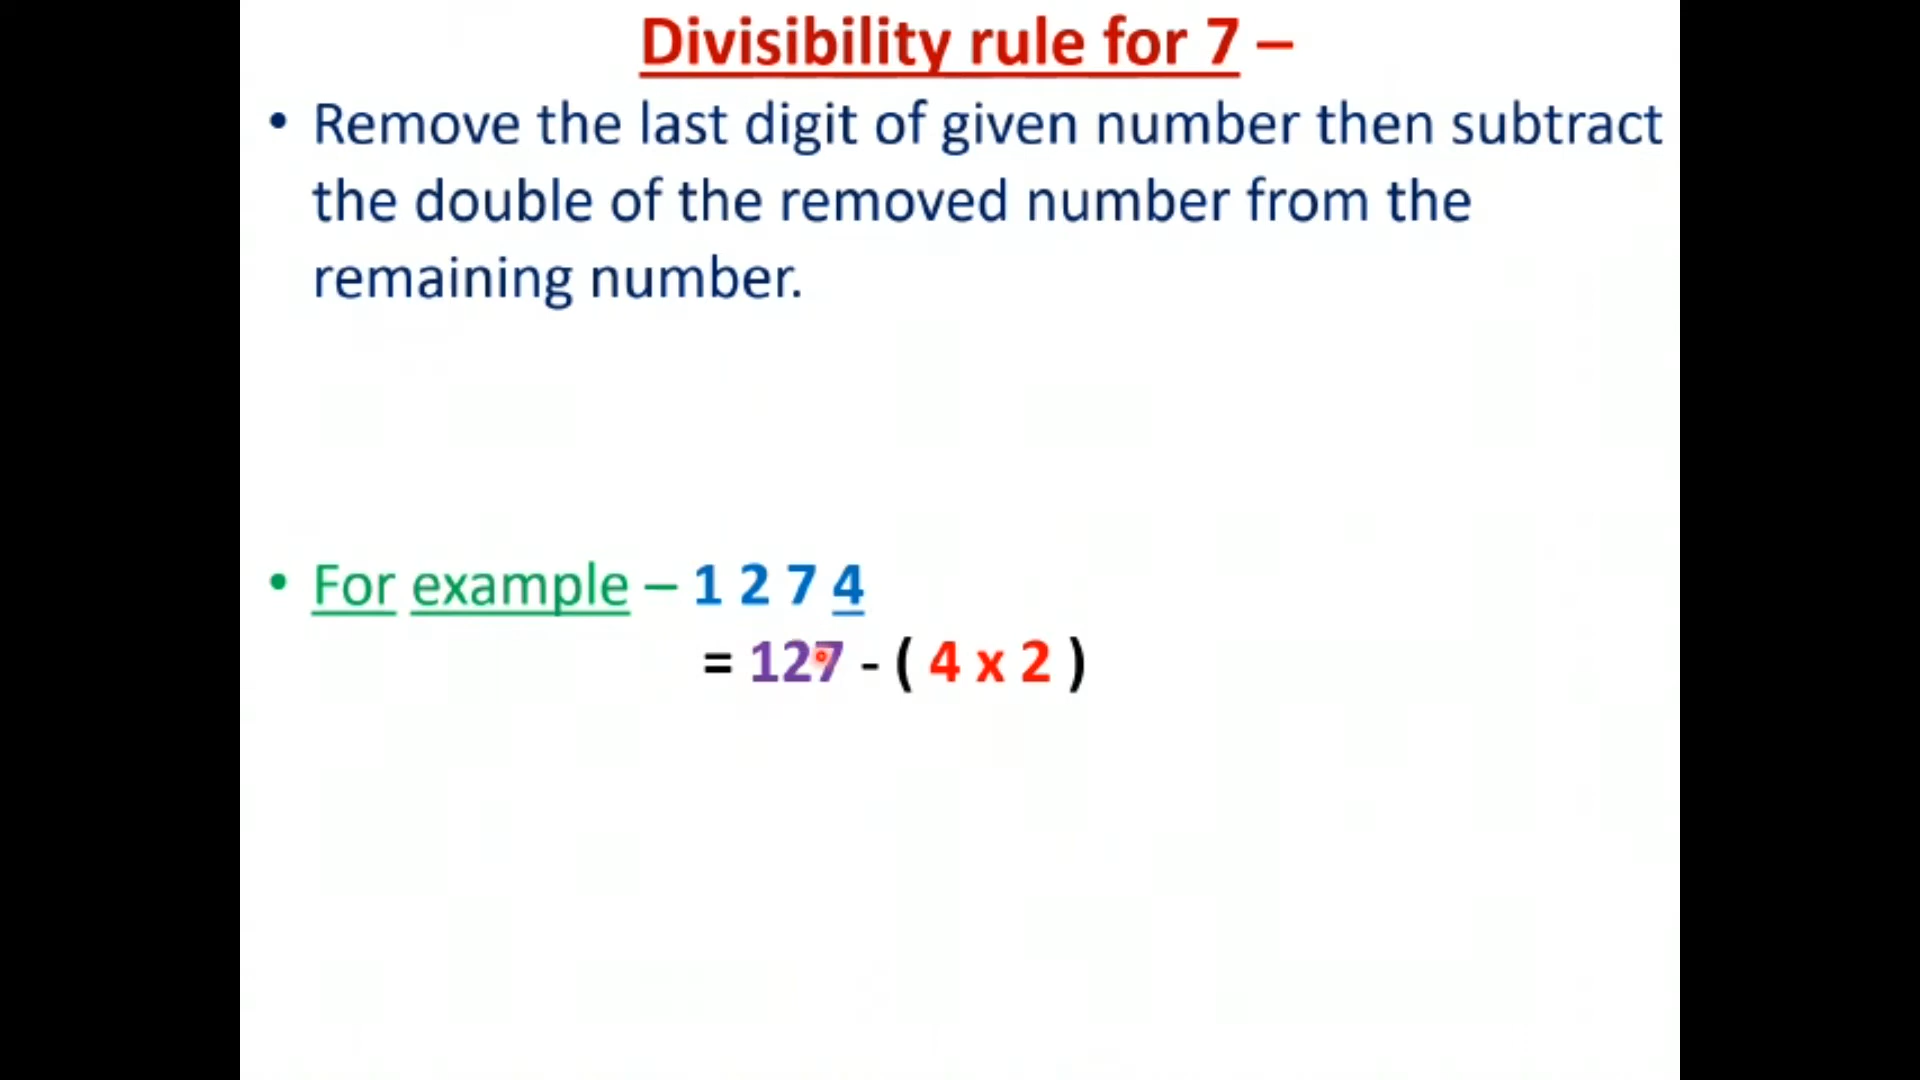 Divisibility rule for 7 –
• Remove the last digit of given number then subtract
the double of the removed number from the
remaining number.
• For example – 1 2 7 4
= 127 - ( 4 x 2 )